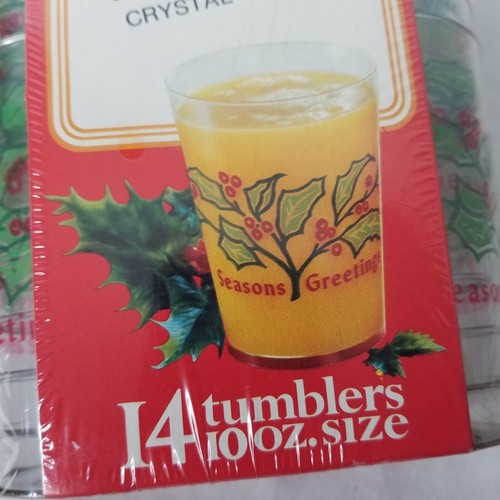 CRYSTAL
Seasons Greetings
14 tumblers
10 oz. size